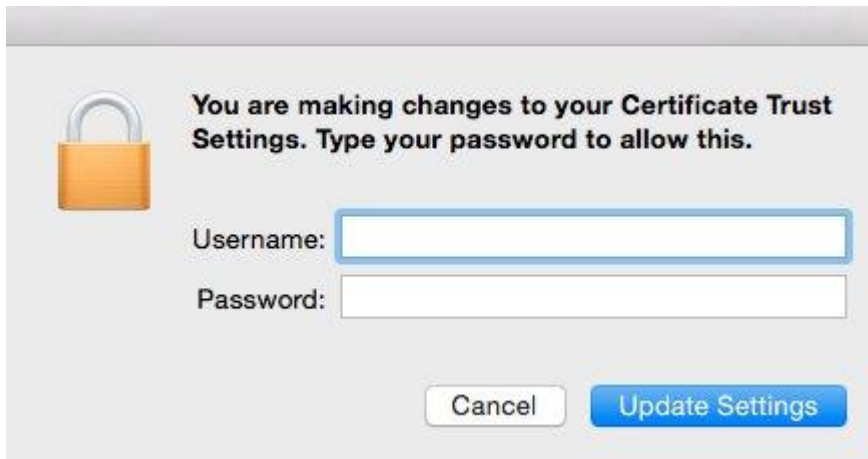 You are making changes to your Certificate Trust
Settings. Type your password to allow this.
Username:
Password:
Cancel
Update Settings